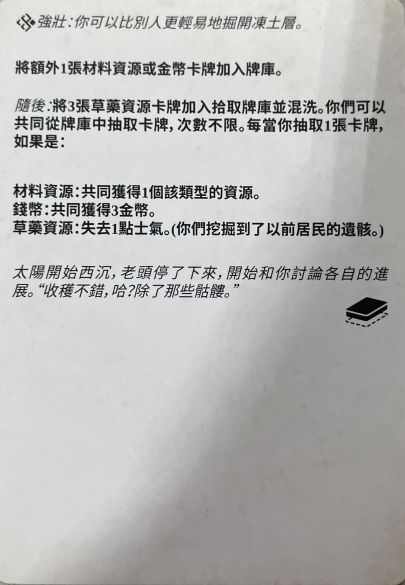 強壯：你可以比別人更輕易地掘開凍土層。
將額外1張材料資源或金幣卡牌加入牌庫。
隨後：將3張草藥資源卡牌加入拾取牌庫並混洗。你們可以
共同從牌庫中抽取卡牌，次數不限。每當你抽取1張卡牌，
如果是：
材料資源：共同獲得1個該類型的資源。
錢幣：共同獲得3金幣。
草藥資源：失去1點士氣。(你們挖掘到了以前居民的遺骸。)
太陽開始西沉，老頭停了下來，開始和你討論各自的進
展。“收穫不錯，哈？除了那些骷髏。”